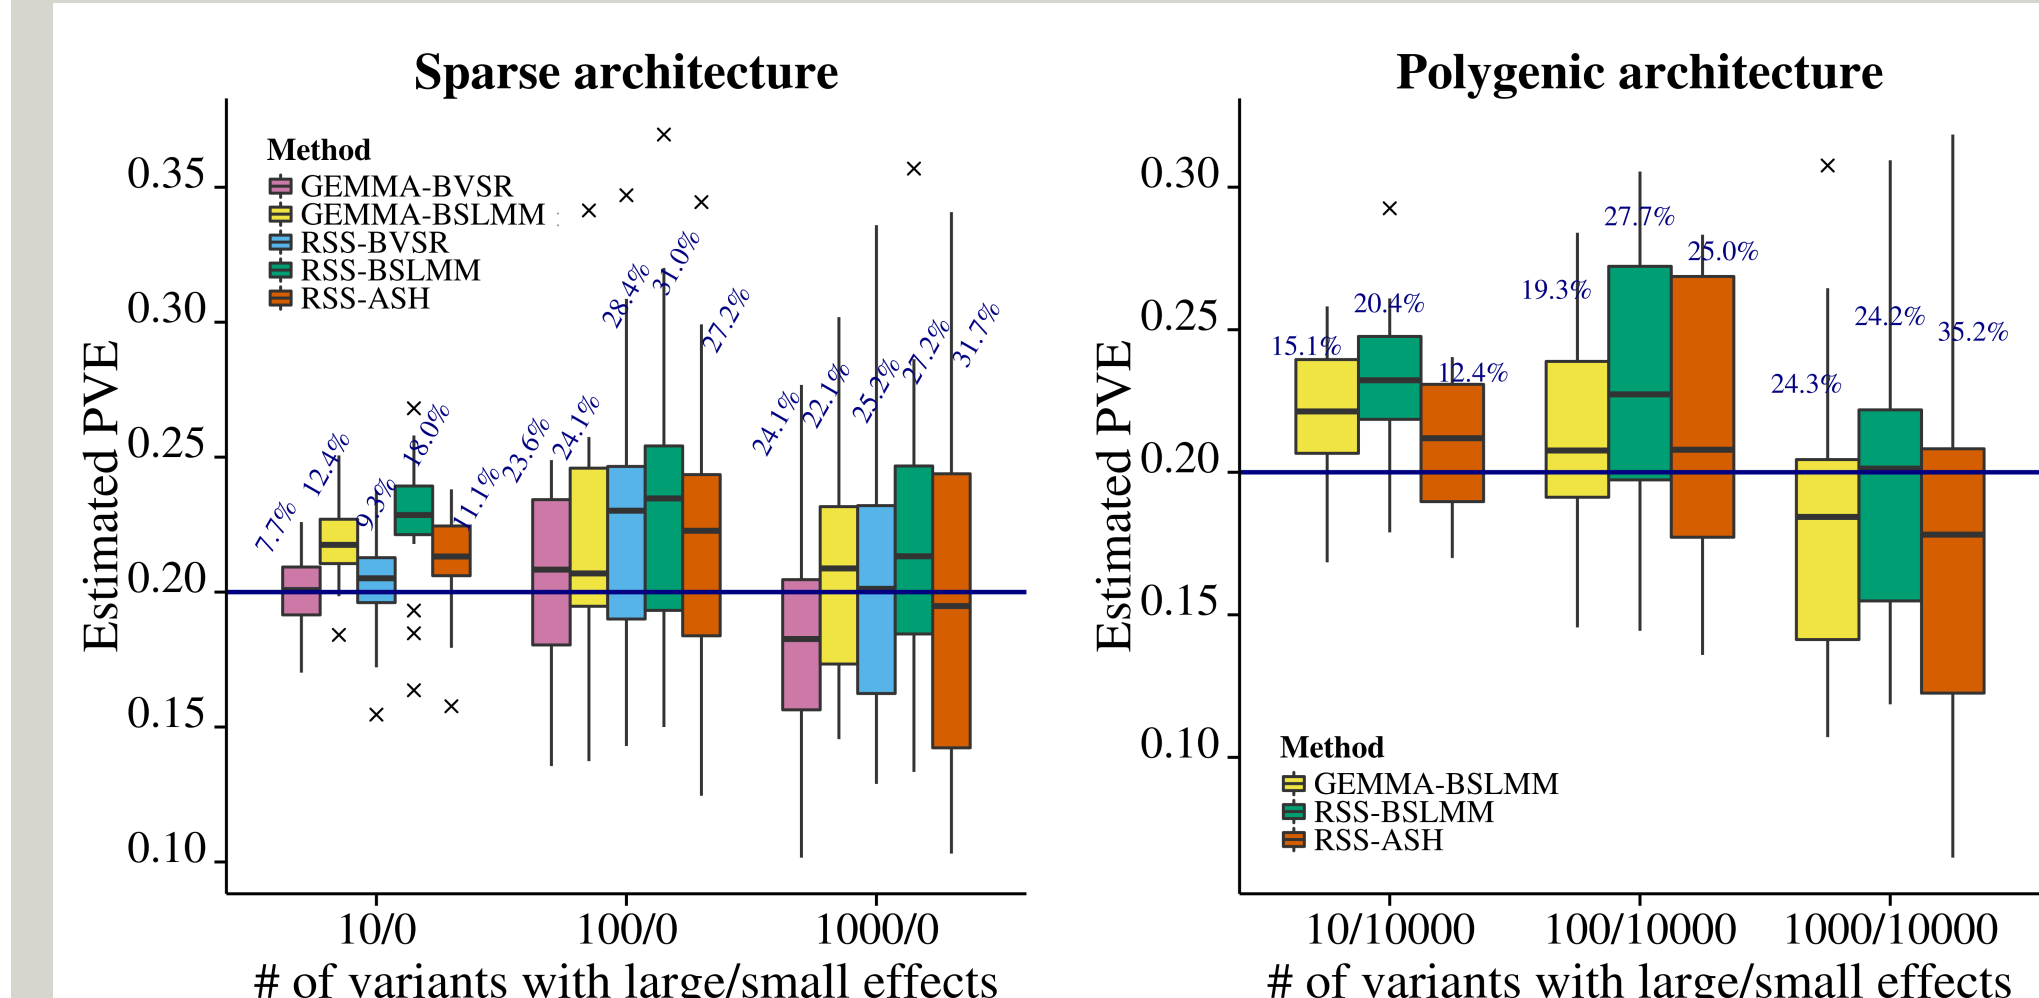 Sparse architecture
Method
GEMMA-BVSR
GEMMA-BSLMM
RSS-BVSR
RSS-BSLMM
RSS-ASH
Estimated PVE
0.35
0.30
0.25
0.20
0.15
0.10
7.7%
12.4%
9.3%
18.0%
11.1%
23.6%
24.1%
28.4%
31.0%
27.2%
24.1%
22.1%
25.2%
27.2%
31.7%
10/0
100/0
1000/0
# of variants with large/small effects
Polygenic architecture
Estimated PVE
0.30
0.25
0.20
0.15
0.10
15.1%
20.4%
12.4%
19.3%
27.7%
25.0%
24.3%
24.2%
35.2%
Method
GEMMA-BSLMM
RSS-BSLMM
RSS-ASH
10/10000
100/10000
1000/10000
# of variants with large/small effects